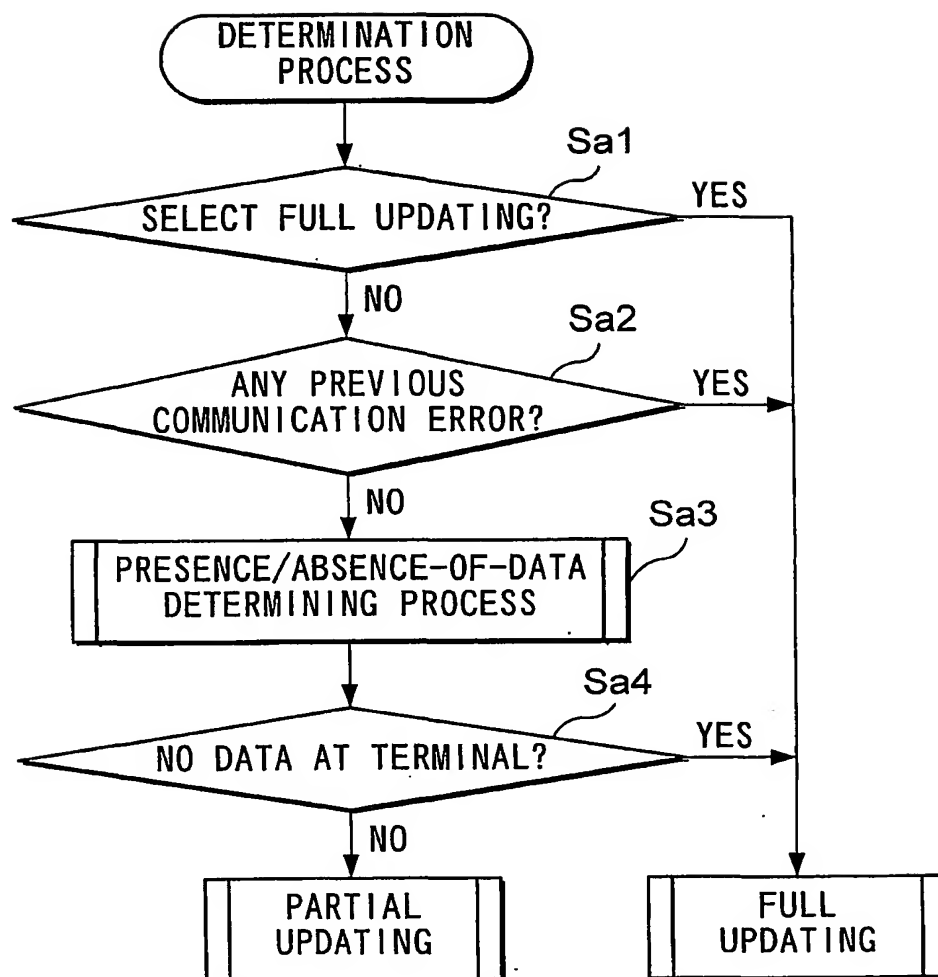 DETERMINATION
PROCESS
Sa1
SELECT FULL UPDATING?
YES
NO
Sa2
ANY PREVIOUS
COMMUNICATION ERROR?
YES
NO
Sa3
PRESENCE/ABSENCE-OF-DATA
DETERMINING PROCESS
Sa4
NO DATA AT TERMINAL?
YES
NO
PARTIAL
UPDATING
FULL
UPDATING